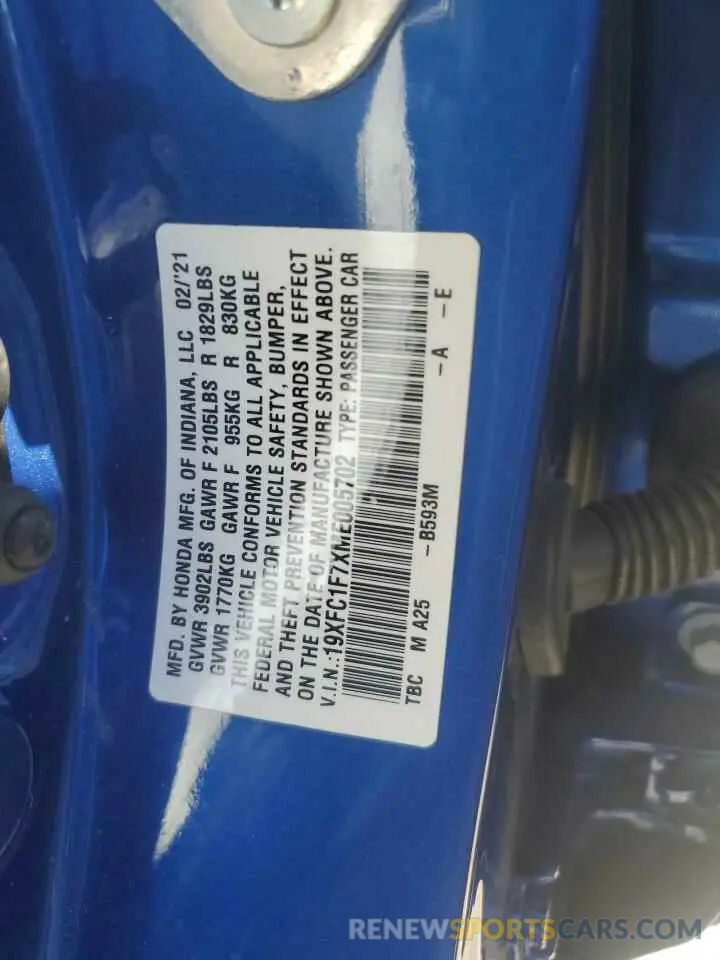 MFD. BY HONDA MFG. OF INDIANA, LLC 02/'21
GVWR 3902LBS GAWR F 2105LBS R 1829LBS
GVWR 1770KG GAWR F 955KG R 830KG
THIS VEHICLE CONFORMS TO ALL APPLICABLE
FEDERAL MOTOR VEHICLE SAFETY, BUMPER,
AND THEFT PREVENTION STANDARDS IN EFFECT
ON THE DATE OF MANUFACTURE SHOWN ABOVE.
V.I.N.:19XFC1F7XME005702 TYPE: PASSENGER CAR
TBC M A25 -B593M -A -E
RENEWSPORTSCARS.COM